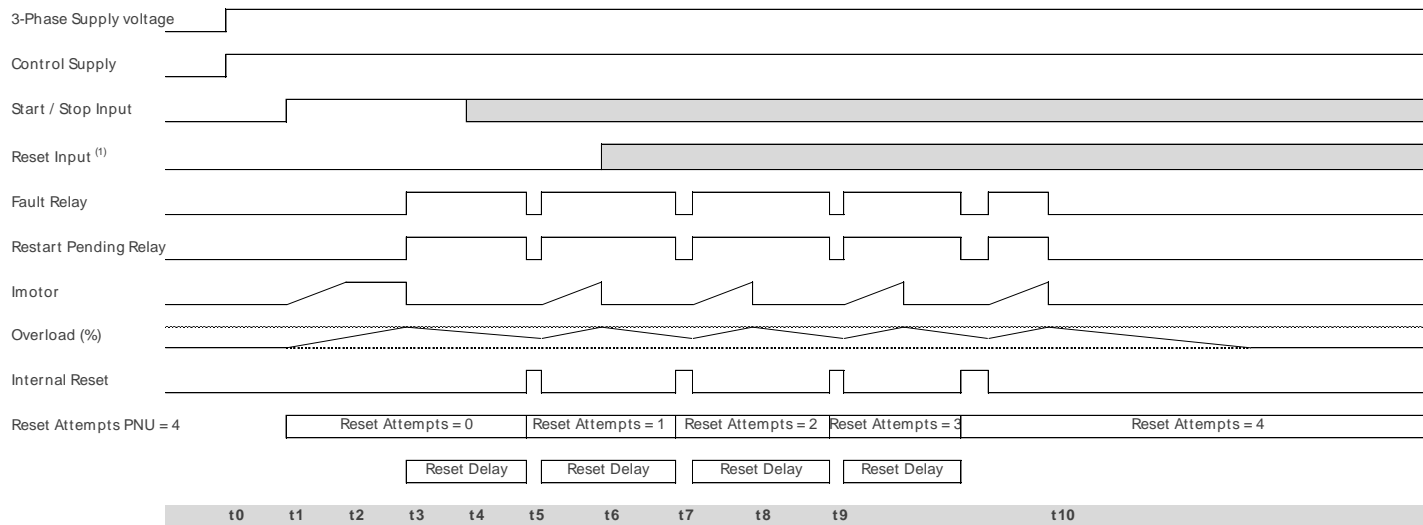 3-Phase Supply voltage
Control Supply
Start / Stop Input
Reset Input (1)
Fault Relay
Restart Pending Relay
Imotor
Overload (%)
Internal Reset
Reset Attempts PNU = 4 Reset Attempts = 0 Reset Attempts = 1 Reset Attempts = 2 Reset Attempts = 3 Reset Attempts = 4
Reset Delay Reset Delay Reset Delay Reset Delay
t0 t1 t2 t3 t4 t5 t6 t7 t8 t9 t10